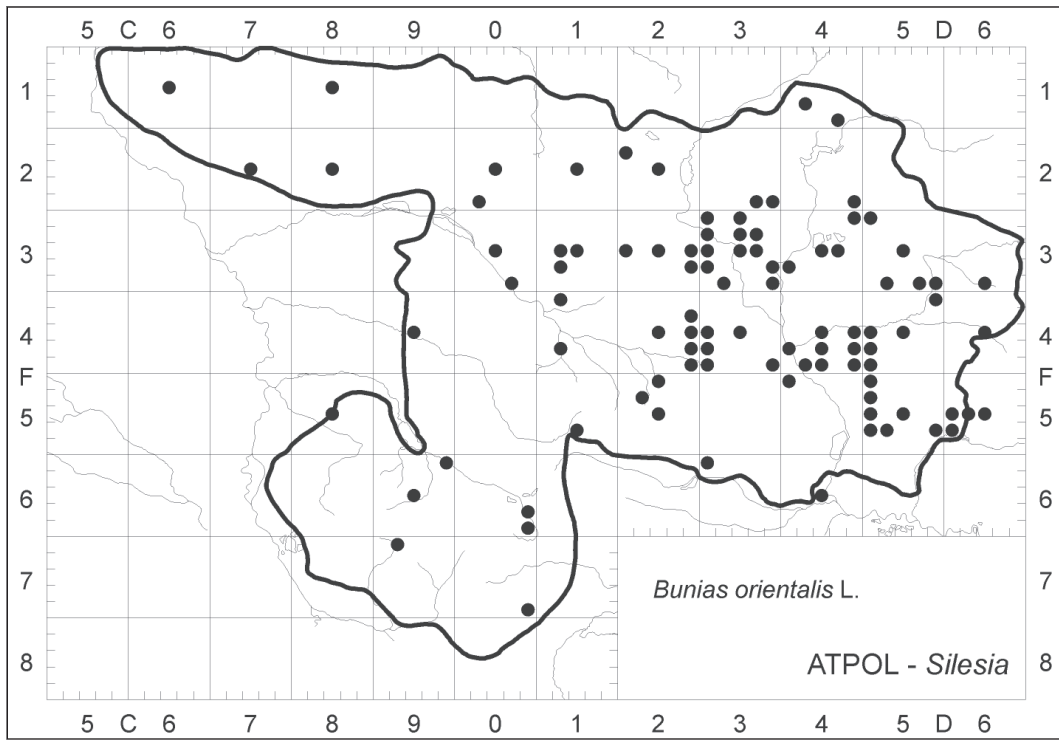 5 C 6 7 8 9 0 1 2 3 4 5 D 6
1 1
2 2
3 3
4 4
F F
5 5
6 6
7 Bunias orientalis L. 7
8 ATPOL - Silesia 8
5 C 6 7 8 9 0 1 2 3 4 5 D 6